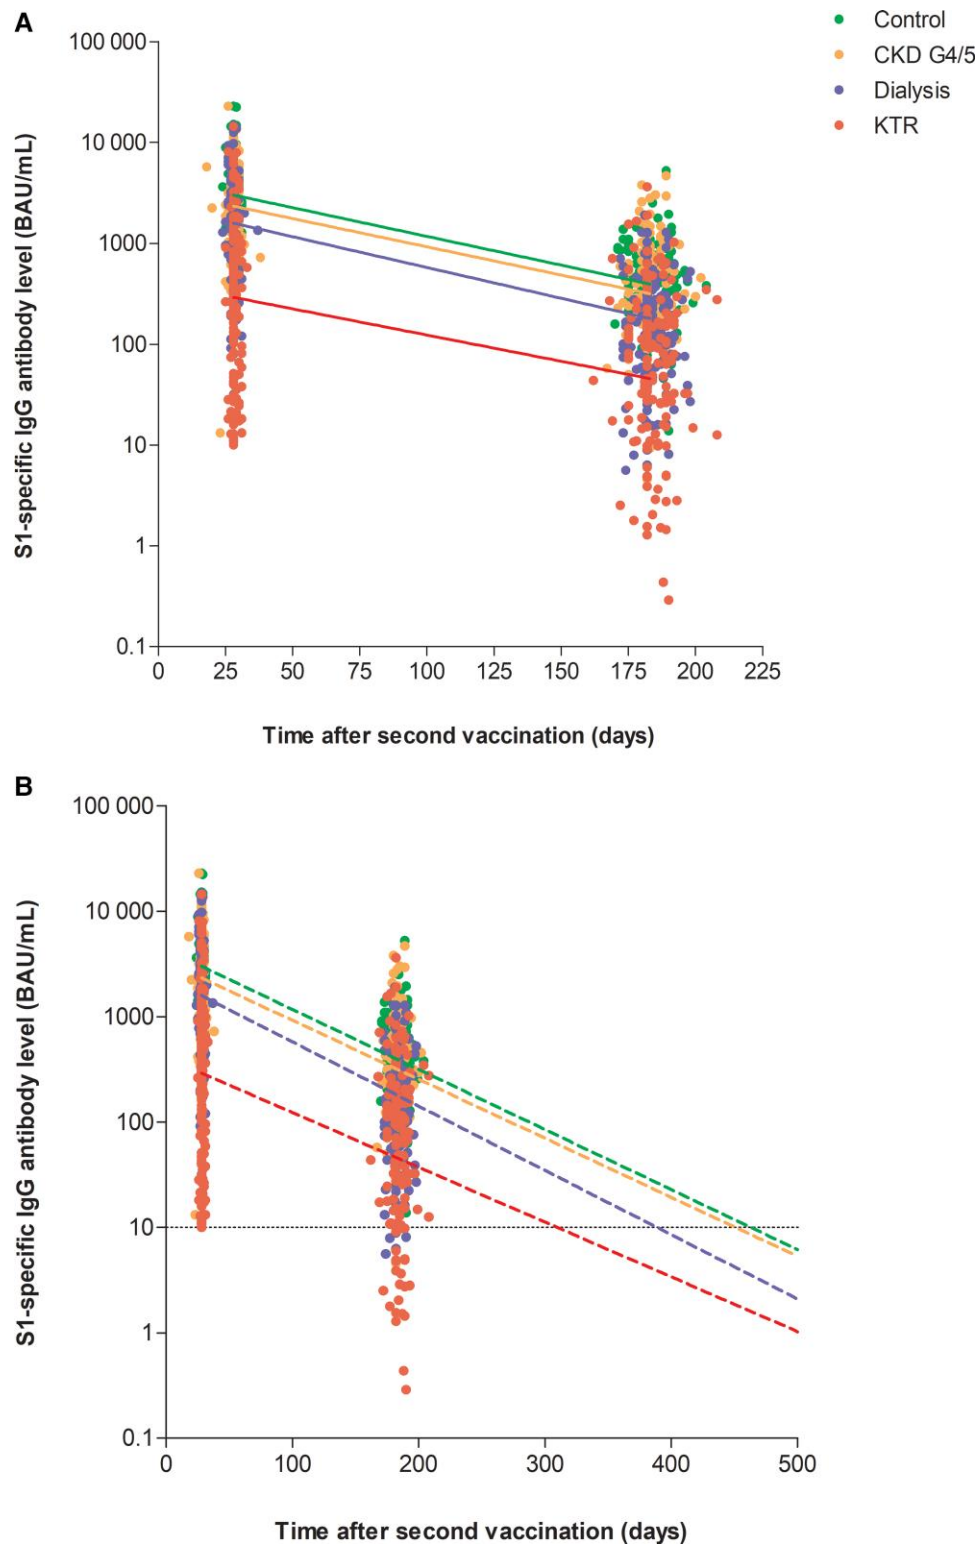 A
Control
CKD G4/5
Dialysis
KTR
S1-specific IgG antibody level (BAU/mL)
100 000
10 000
1000
100
10
1
0.1
0 25 50 75 100 125 150 175 200 225
Time after second vaccination (days)
B
S1-specific IgG antibody level (BAU/mL)
100 000
10 000
1000
100
10
1
0.1
0 100 200 300 400 500
Time after second vaccination (days)